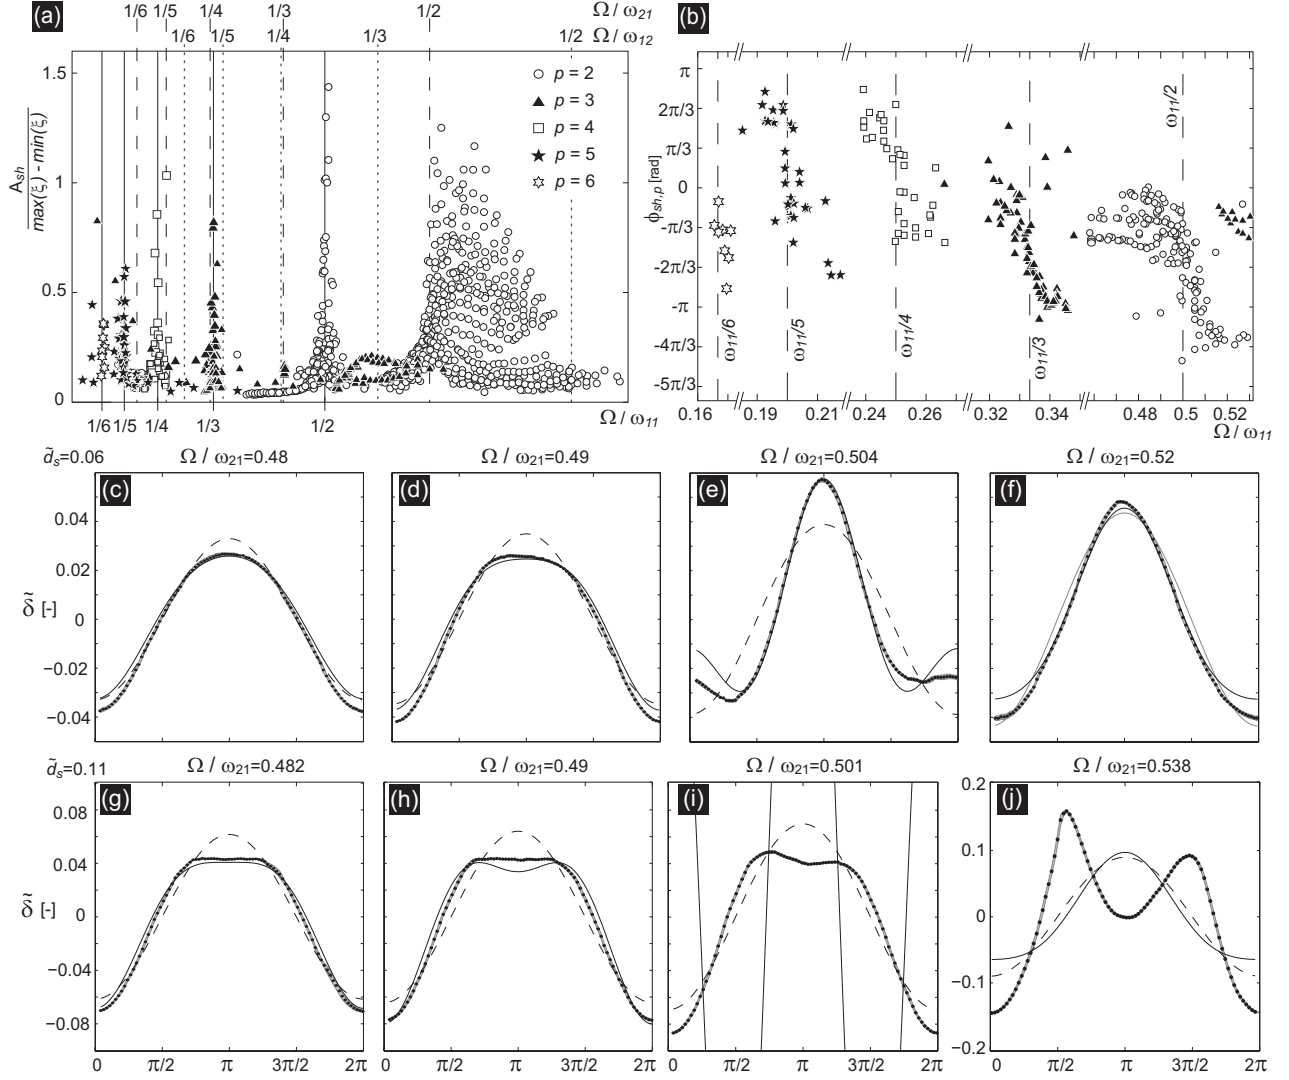 (a)
1/6 1/5 1/4 1/3 1/2 Ω / ω21
1/6 1/5 1/4 1/3 1/2 Ω / ω12
A_sh
max(ξ) - min(ξ)
1.5
1
0.5
0
p = 2
p = 3
p = 4
p = 5
p = 6
1/6 1/5 1/4 1/3 1/2
Ω / ω11
(b)
ϕsh,p [rad]
π
2π/3
π/3
0
-π/3
-2π/3
-π
-4π/3
-5π/3
ω11/6
ω11/5
ω11/4
ω11/3
ω11/2
0.16 0.19 0.21 0.24 0.26 0.32 0.34 0.48 0.5 0.52
Ω / ω11
d̃s=0.06
Ω / ω21=0.48
Ω / ω21=0.49
Ω / ω21=0.504
Ω / ω21=0.52
(c)
(d)
(e)
(f)
0.04
0.02
0
−0.02
−0.04
δ̃ [-]
d̃s=0.11
Ω / ω21=0.482
Ω / ω21=0.49
Ω / ω21=0.501
Ω / ω21=0.538
(g)
(h)
(i)
(j)
0.08
0.04
0
−0.04
−0.08
δ̃ [-]
0.2
0.1
0
−0.1
−0.2
0 π/2 π 3π/2 2π
0 π/2 π 3π/2 2π
0 π/2 π 3π/2 2π
0 π/2 π 3π/2 2π